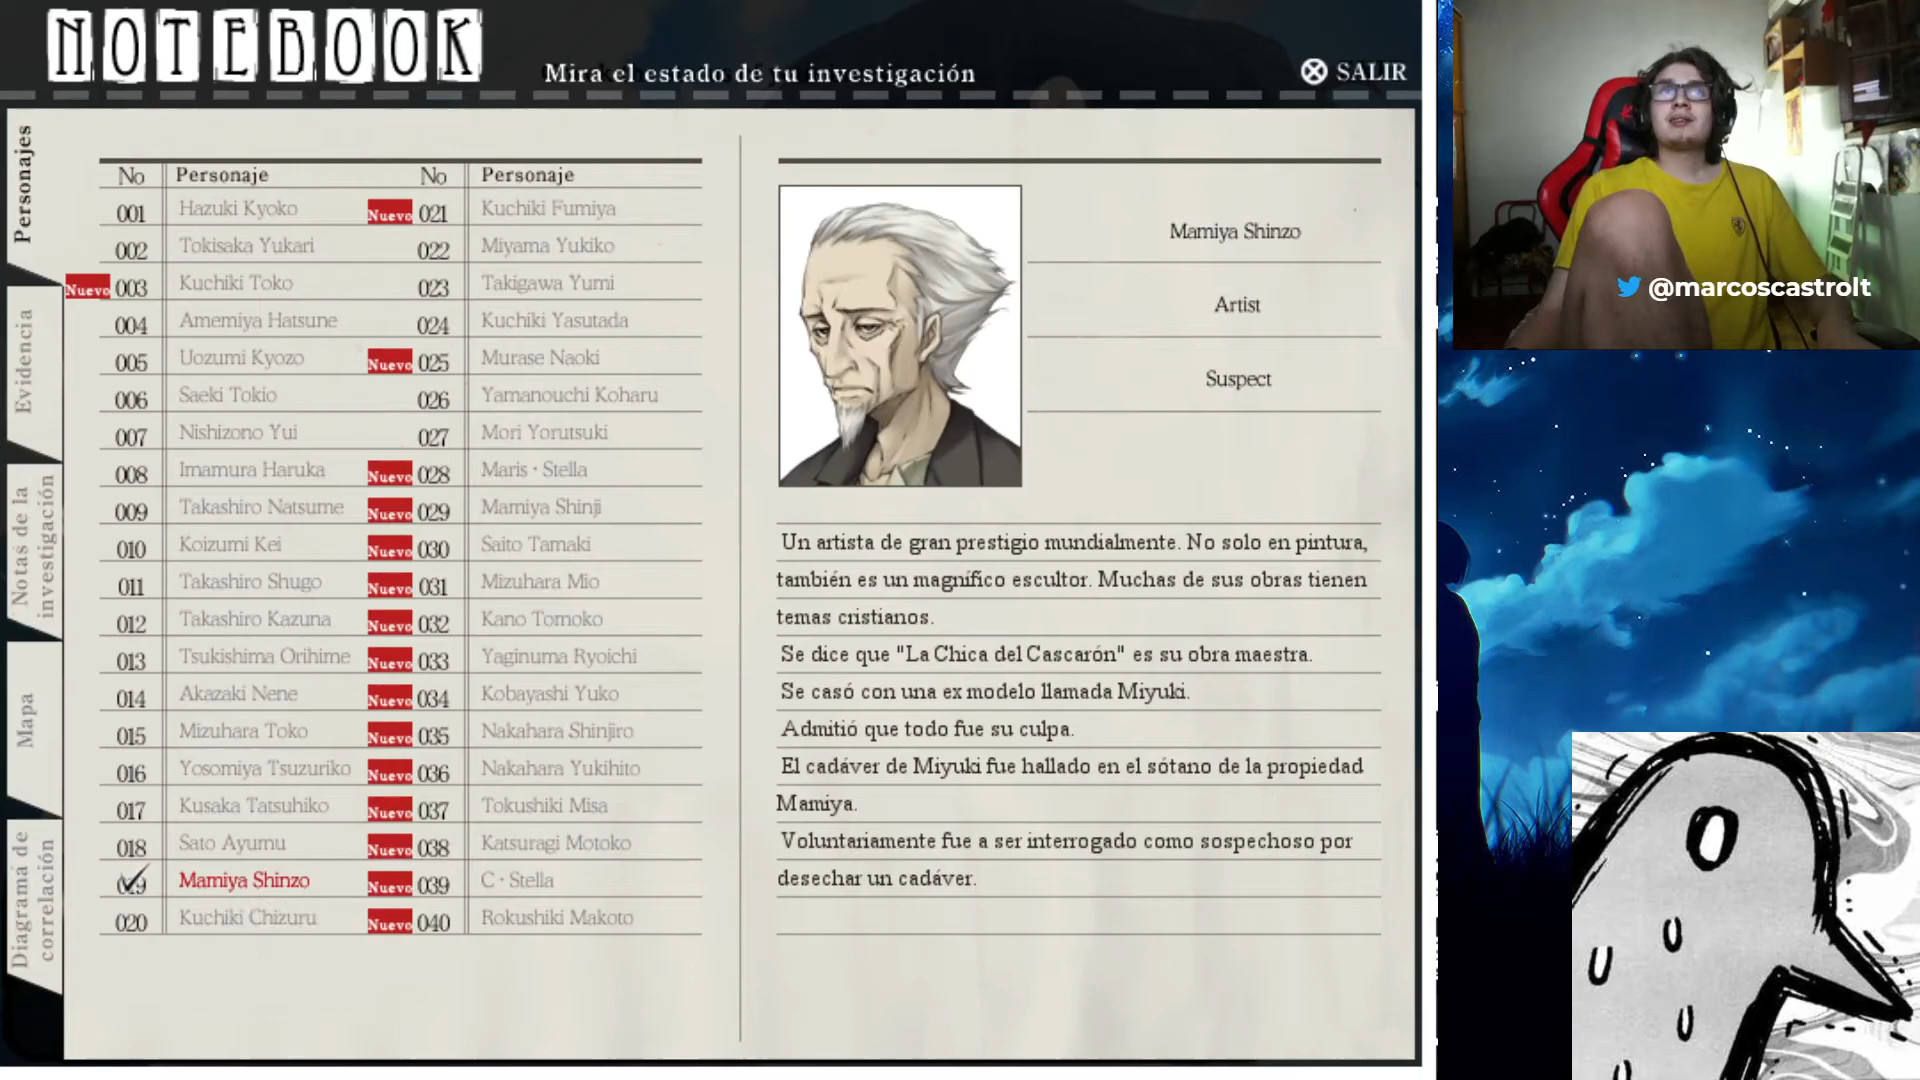 NOTEBOOK
Mira el estado de tu investigación
SALIR
Personajes
Evidencia
Notas de la
investigación
Mapa
Diagrama de
correlación
No Personaje No Personaje
001 Hazuki Kyoko Nuevo 021 Kuchiki Fumiya
002 Tokisaka Yukari 022 Miyama Yukiko
Nuevo 003 Kuchiki Toko 023 Takigawa Yumi
004 Amemiya Hatsune 024 Kuchiki Yasutada
005 Uozumi Kyozo Nuevo 025 Murase Naoki
006 Saeki Tokio 026 Yamanouchi Koharu
007 Nishizono Yui 027 Mori Yorutsuki
008 Imamura Haruka Nuevo 028 Maris · Stella
009 Takashiro Natsume Nuevo 029 Mamiya Shinji
010 Koizumi Kei Nuevo 030 Saito Tamaki
011 Takashiro Shugo Nuevo 031 Mizuhara Mio
012 Takashiro Kazuna Nuevo 032 Kano Tomoko
013 Tsukishima Orihime Nuevo 033 Yaginuma Ryoichi
014 Akazaki Nene Nuevo 034 Kobayashi Yuko
015 Mizuhara Toko Nuevo 035 Nakahara Shinjiro
016 Yosomiya Tsuzuriko Nuevo 036 Nakahara Yukihito
017 Kusaka Tatsuhiko Nuevo 037 Tokushiki Misa
018 Sato Ayumu Nuevo 038 Katsuragi Motoko
019 Mamiya Shinzo Nuevo 039 C · Stella
020 Kuchiki Chizuru Nuevo 040 Rokushiki Makoto
Mamiya Shinzo
Artist
Suspect
Un artista de gran prestigio mundialmente. No solo en pintura,
también es un magnífico escultor. Muchas de sus obras tienen
temas cristianos.
Se dice que "La Chica del Cascarón" es su obra maestra.
Se casó con una ex modelo llamada Miyuki.
Admitió que todo fue su culpa.
El cadáver de Miyuki fue hallado en el sótano de la propiedad
Mamiya.
Voluntariamente fue a ser interrogado como sospechoso por
desechar un cadáver.
@marcoscastrolt